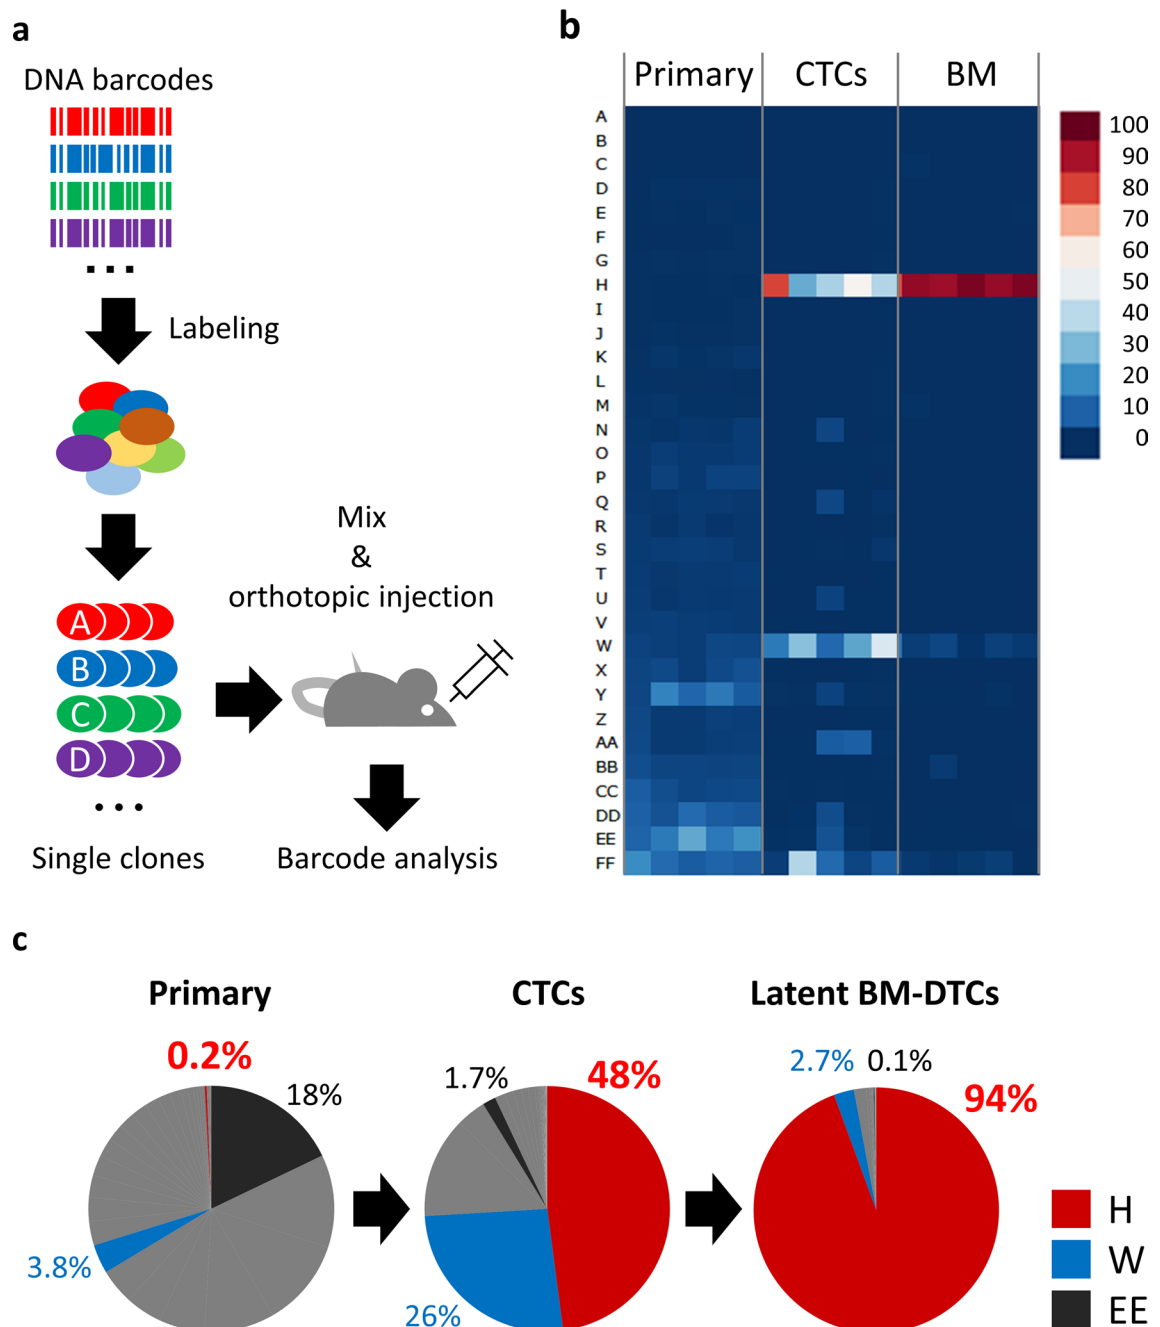 a
DNA barcodes
...
Labeling
Mix
&
orthotopic injection
A
B
C
D
...
Single clones
Barcode analysis
b
Primary CTCs BM
A
B
C
D
E
F
G
H
I
J
K
L
M
N
O
P
Q
R
S
T
U
V
W
X
Y
Z
AA
BB
CC
DD
EE
FF
100
90
80
70
60
50
40
30
20
10
0
c
Primary
0.2%
18%
3.8%
CTCs
1.7%
48%
26%
Latent BM-DTCs
2.7% 0.1%
94%
H
W
EE